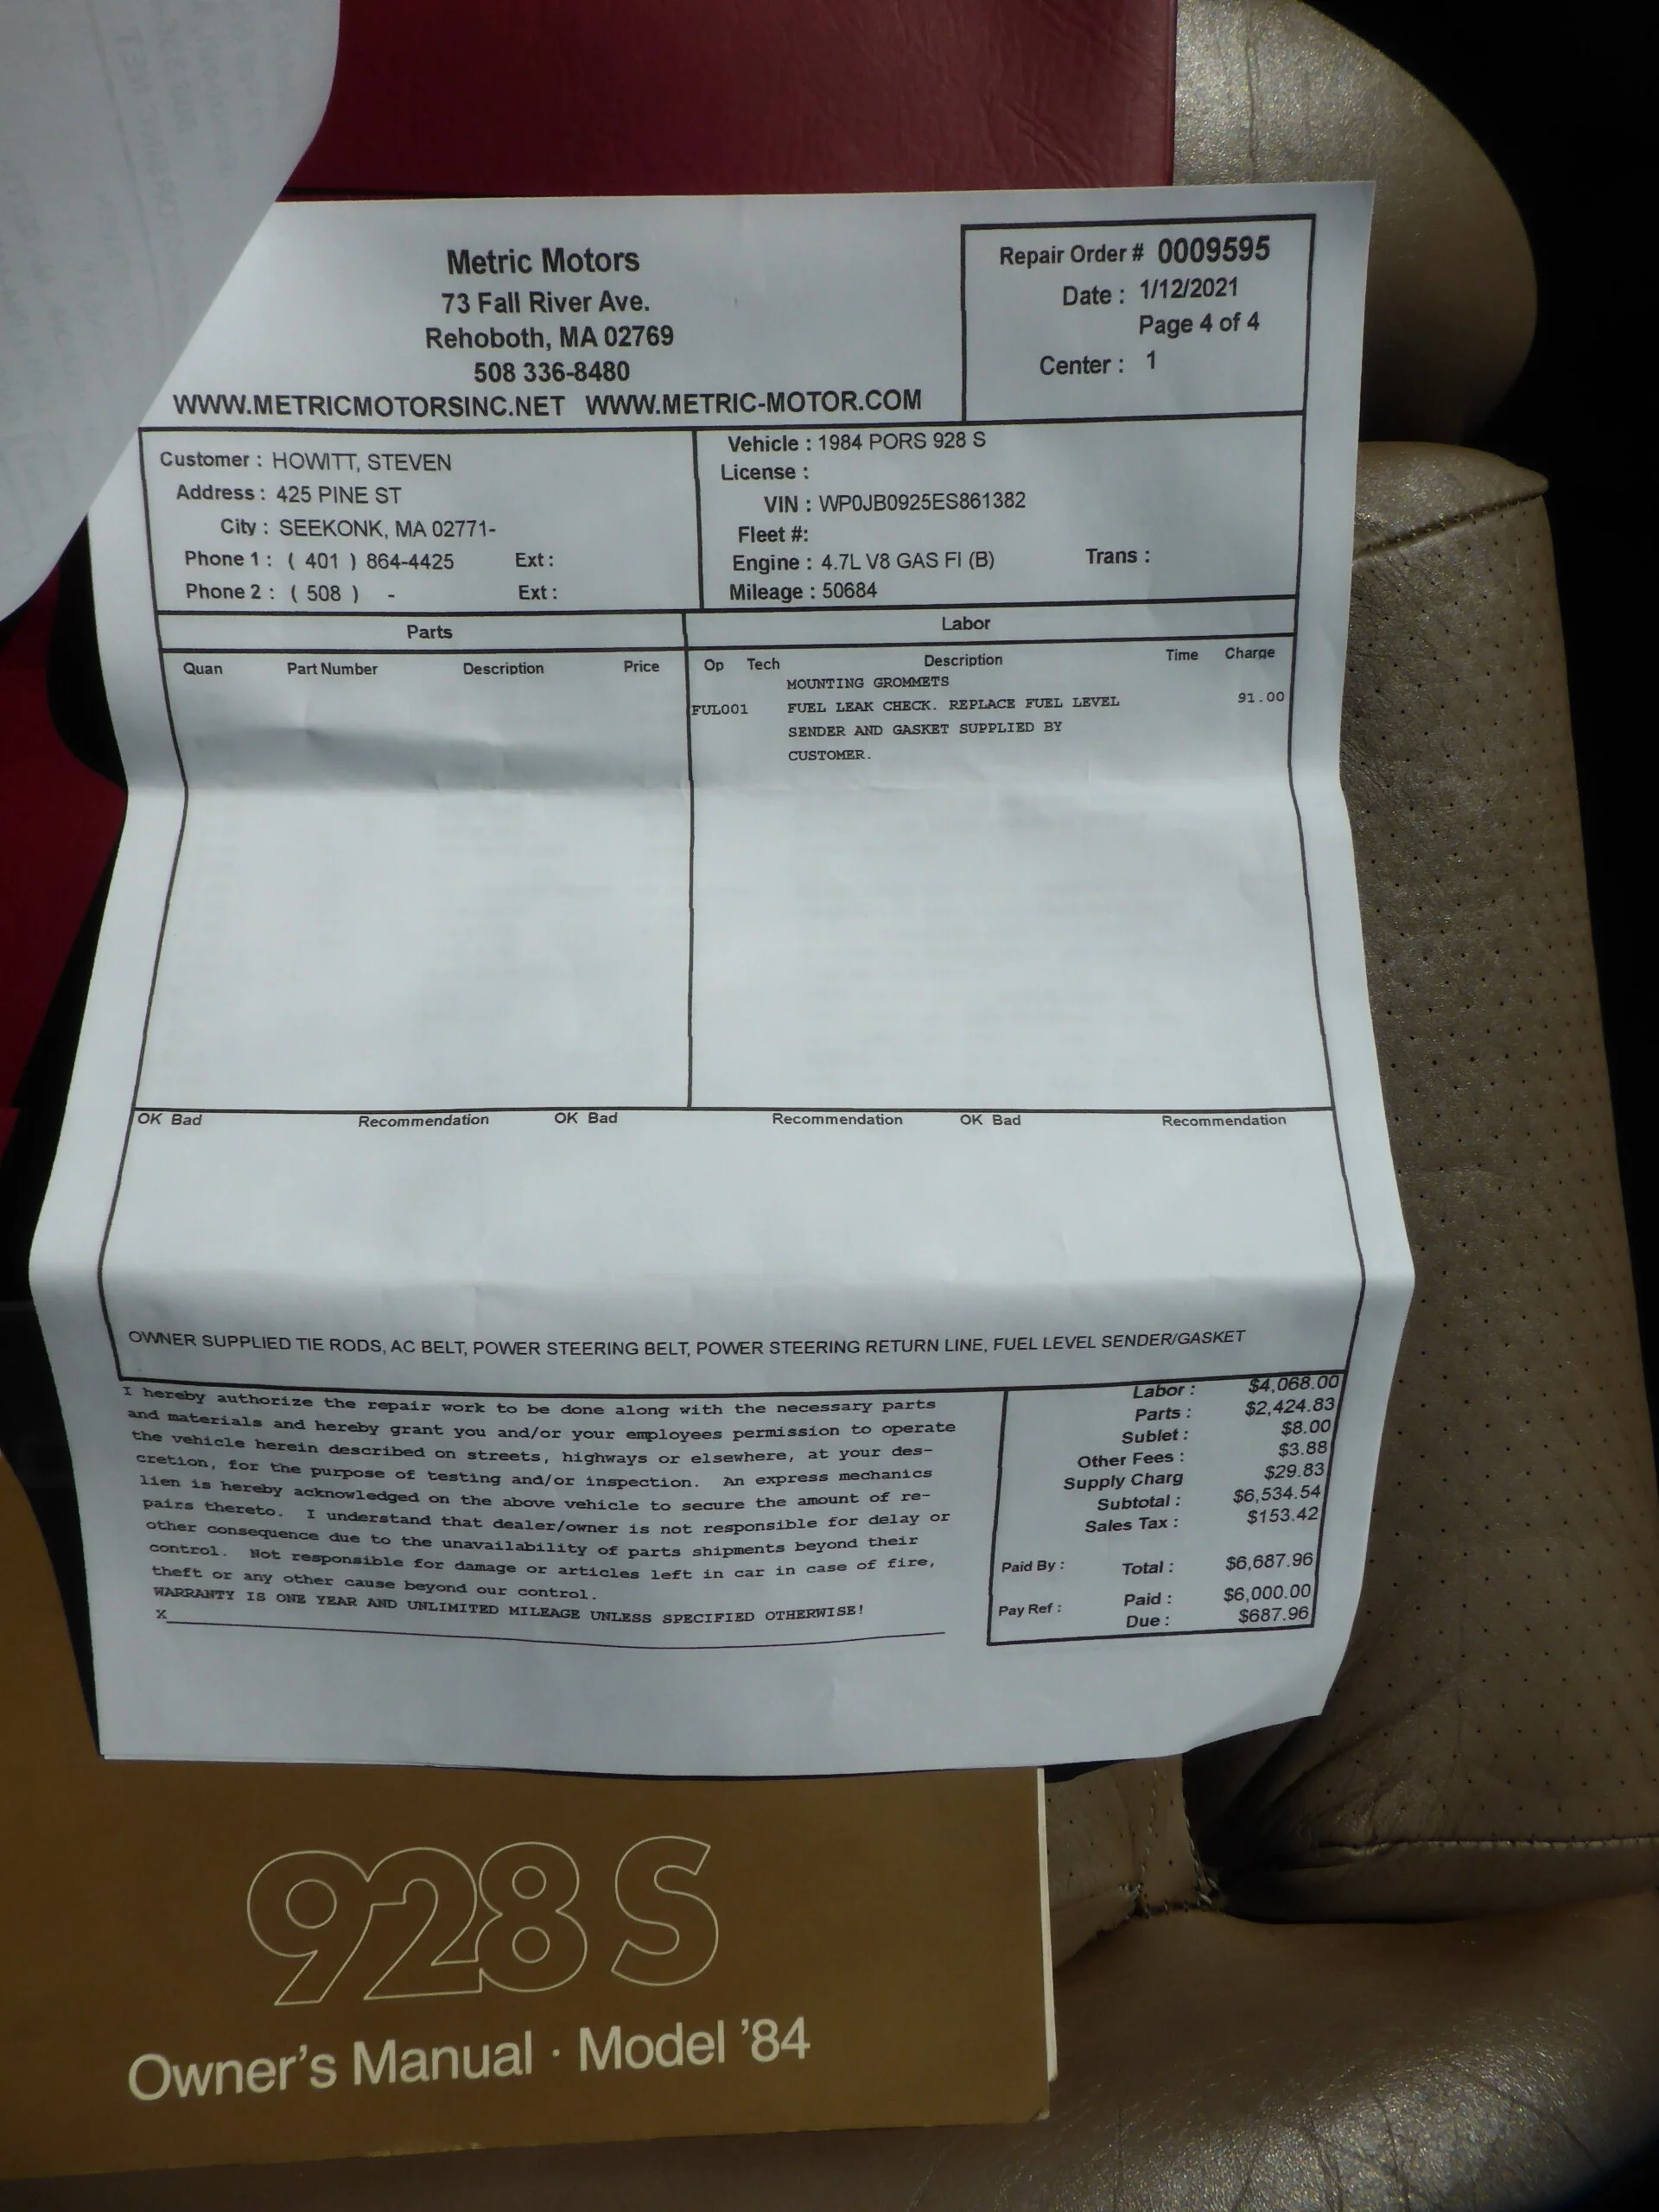 Metric Motors
73 Fall River Ave.
Rehoboth, MA 02769
508 336-8480
WWW.METRICMOTORSINC.NET WWW.METRIC-MOTOR.COM
Repair Order # 0009595
Date : 1/12/2021
Page 4 of 4
Center : 1
Customer : HOWITT, STEVEN
Address : 425 PINE ST
City : SEEKONK, MA 02771-
Phone 1 : ( 401 ) 864-4425 Ext :
Phone 2 : ( 508 ) - Ext :
Vehicle : 1984 PORS 928 S
License :
VIN : WP0JB0925ES861382
Fleet #:
Engine : 4.7L V8 GAS FI (B) Trans :
Mileage : 50684
Parts
Labor
Quan Part Number Description Price
Op Tech Description Time Charge
MOUNTING GROMMETS
FUL001 FUEL LEAK CHECK. REPLACE FUEL LEVEL 91.00
SENDER AND GASKET SUPPLIED BY
CUSTOMER.
OK Bad Recommendation OK Bad Recommendation OK Bad Recommendation
OWNER SUPPLIED TIE RODS, AC BELT, POWER STEERING BELT, POWER STEERING RETURN LINE, FUEL LEVEL SENDER/GASKET
I hereby authorize the repair work to be done along with the necessary parts
and materials and hereby grant you and/or your employees permission to operate
the vehicle herein described on streets, highways or elsewhere, at your des-
cretion, for the purpose of testing and/or inspection. An express mechanics
lien is hereby acknowledged on the above vehicle to secure the amount of re-
pairs thereto. I understand that dealer/owner is not responsible for delay or
other consequence due to the unavailability of parts shipments beyond their
control. Not responsible for damage or articles left in car in case of fire,
theft or any other cause beyond our control.
WARRANTY IS ONE YEAR AND UNLIMITED MILEAGE UNLESS SPECIFIED OTHERWISE!
X
Labor : $4,068.00
Parts : $2,424.83
Sublet : $8.00
Other Fees : $3.88
Supply Charg $29.83
Subtotal : $6,534.54
Sales Tax : $153.42
Paid By : Total : $6,687.96
Pay Ref : Paid : $6,000.00
Due : $687.96
928 S
Owner's Manual · Model '84